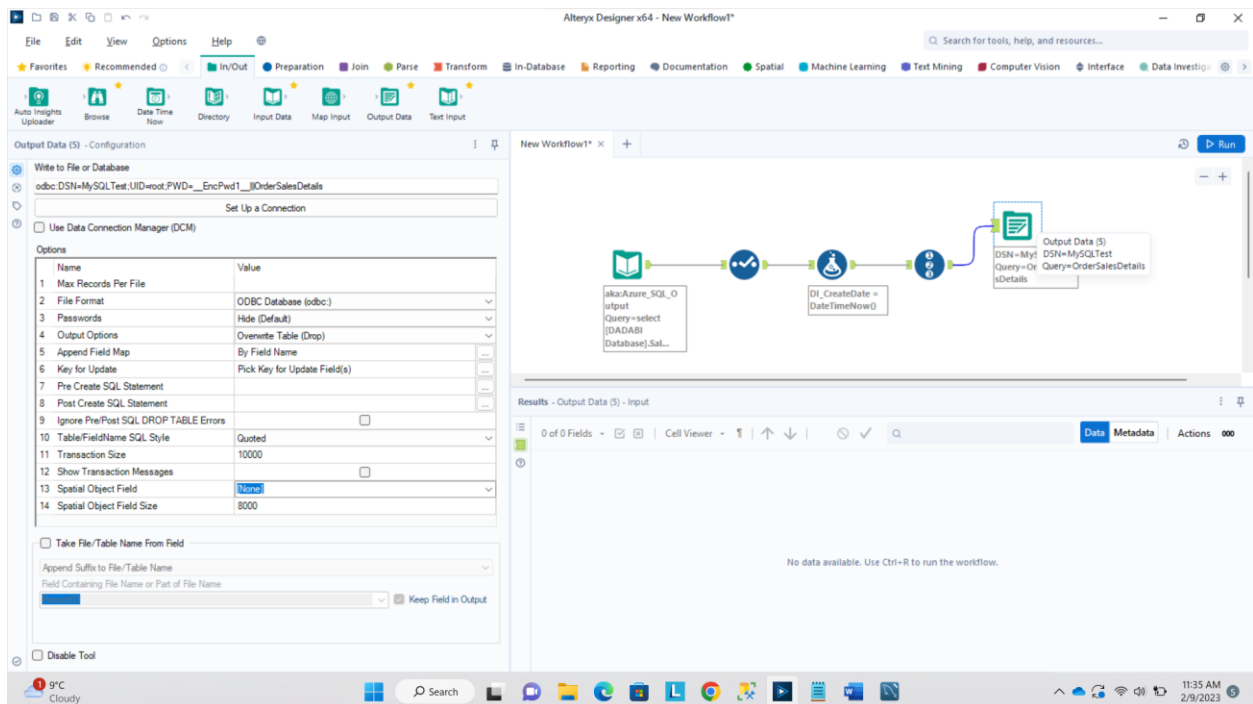 Alteryx Designer x64 - New Workflow1*
File Edit View Options Help
Search for tools, help, and resources...
Favorites Recommended In/Out Preparation Join Parse Transform In-Database Reporting Documentation Spatial Machine Learning Text Mining Computer Vision Interface Data Investiga
Auto Insights Uploader
Browse
Date Time Now
Directory
Input Data
Map Input
Output Data
Text Input
Output Data (5) - Configuration
Write to File or Database
odbc:DSN=MySQLTest;UID=root;PWD=__EncPwd1__|||OrderSalesDetails
Set Up a Connection
Use Data Connection Manager (DCM)
Options
Name Value
1 Max Records Per File
2 File Format ODBC Database (odbc:)
3 Passwords Hide (Default)
4 Output Options Overwrite Table (Drop)
5 Append Field Map By Field Name ...
6 Key for Update Pick Key for Update Field(s) ...
7 Pre Create SQL Statement ...
8 Post Create SQL Statement ...
9 Ignore Pre/Post SQL DROP TABLE Errors
10 Table/FieldName SQL Style Quoted
11 Transaction Size 10000
12 Show Transaction Messages
13 Spatial Object Field [None]
14 Spatial Object Field Size 8000
Take File/Table Name From Field
Append Suffix to File/Table Name
Field Containing File Name or Part of File Name
Keep Field in Output
Disable Tool
New Workflow1* × +
Run
aka:Azure_SQL_O
utput
Query=select
[DADABI
Database].Sal...
DI_CreateDate =
DateTimeNow()
1
2
3
DSN=MyS
Query=Or
sDetails
Output Data (5)
DSN=MySQLTest
Query=OrderSalesDetails
Results - Output Data (5) - Input
0 of 0 Fields Cell Viewer Data Metadata Actions 000
No data available. Use Ctrl+R to run the workflow.
1
9°C
Cloudy
Search
11:35 AM
2/9/2023
5